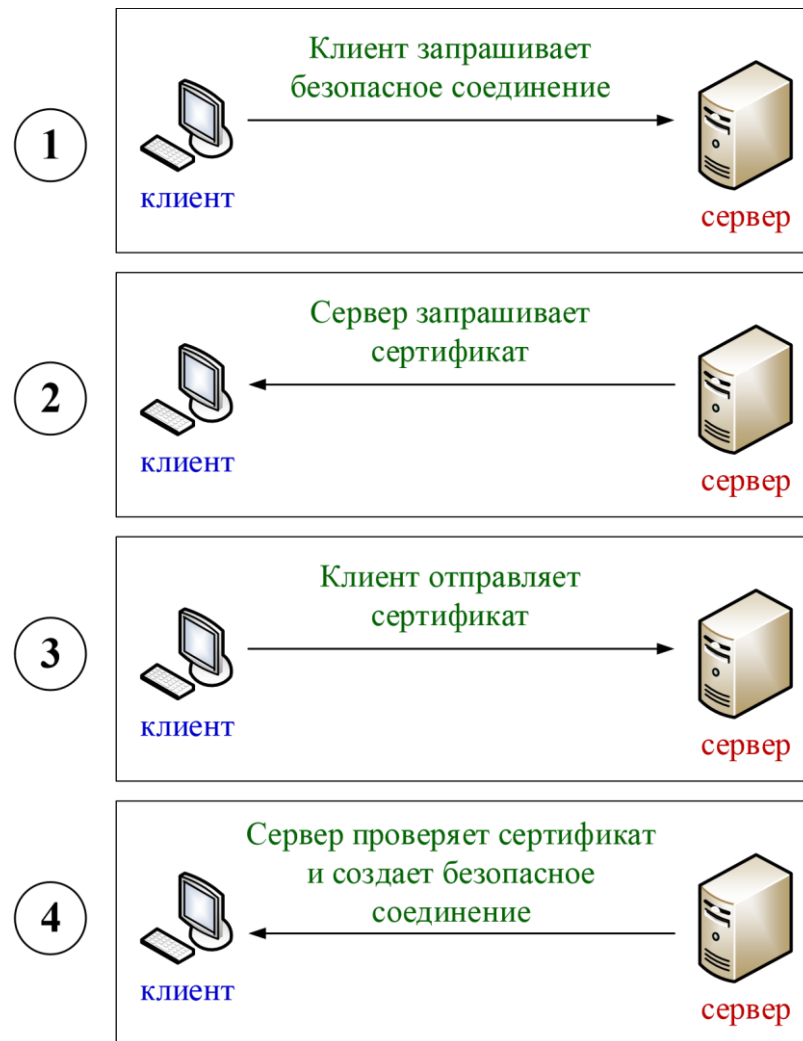 Клиент запрашивает
безопасное соединение
1
клиент
сервер
Сервер запрашивает
сертификат
2
клиент
сервер
Клиент отправляет
сертификат
3
клиент
сервер
Сервер проверяет сертификат
и создает безопасное
соединение
4
клиент
сервер